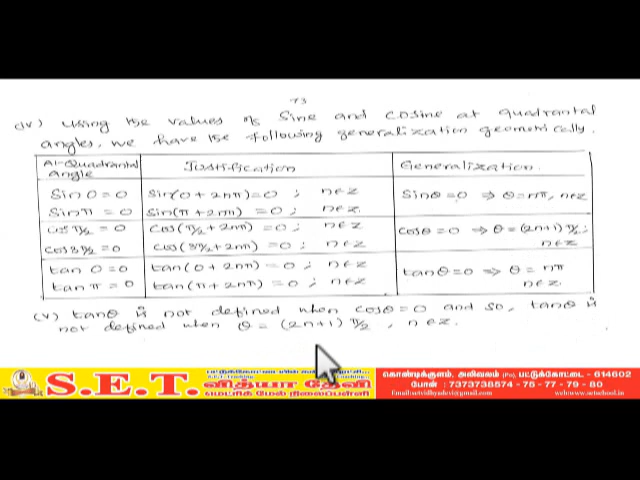 73
(iv) Using the values of Sine and cosine at quadrantal
angles, we have the following generalization geometrically.
At-Quadrantal Angle
Justification
Generalization
Sin 0 = 0
Sin(0 + 2nπ) = 0 ; n∈Z
Sinθ = 0 ⇒ θ = nπ, n∈Z
Sin π = 0
Sin(π + 2nπ) = 0 ; n∈Z
cos π/2 = 0
cos(π/2 + 2nπ) = 0 ; n∈Z
cosθ = 0 ⇒ θ = (2n+1) π/2 ; n∈Z
cos 3π/2 = 0
cos(3π/2 + 2nπ) = 0 ; n∈Z
tan 0 = 0
tan(0 + 2nπ) = 0 ; n∈Z
tanθ = 0 ⇒ θ = nπ n∈Z
tan π = 0
tan(π + 2nπ) = 0 ; n∈Z
(v) tanθ is not defined when cosθ = 0 and so, tanθ is
not defined when θ = (2n+1) π/2, n∈Z.
S.E.T.
வித்யா தேவி
மெட்ரிக் மேல் நிலைப்பள்ளி
கொண்டிக்குளம், அலிவலம் (Po), பட்டுக்கோட்டை - 614602
போன் : 7373738574 - 76 - 77 - 79 - 80